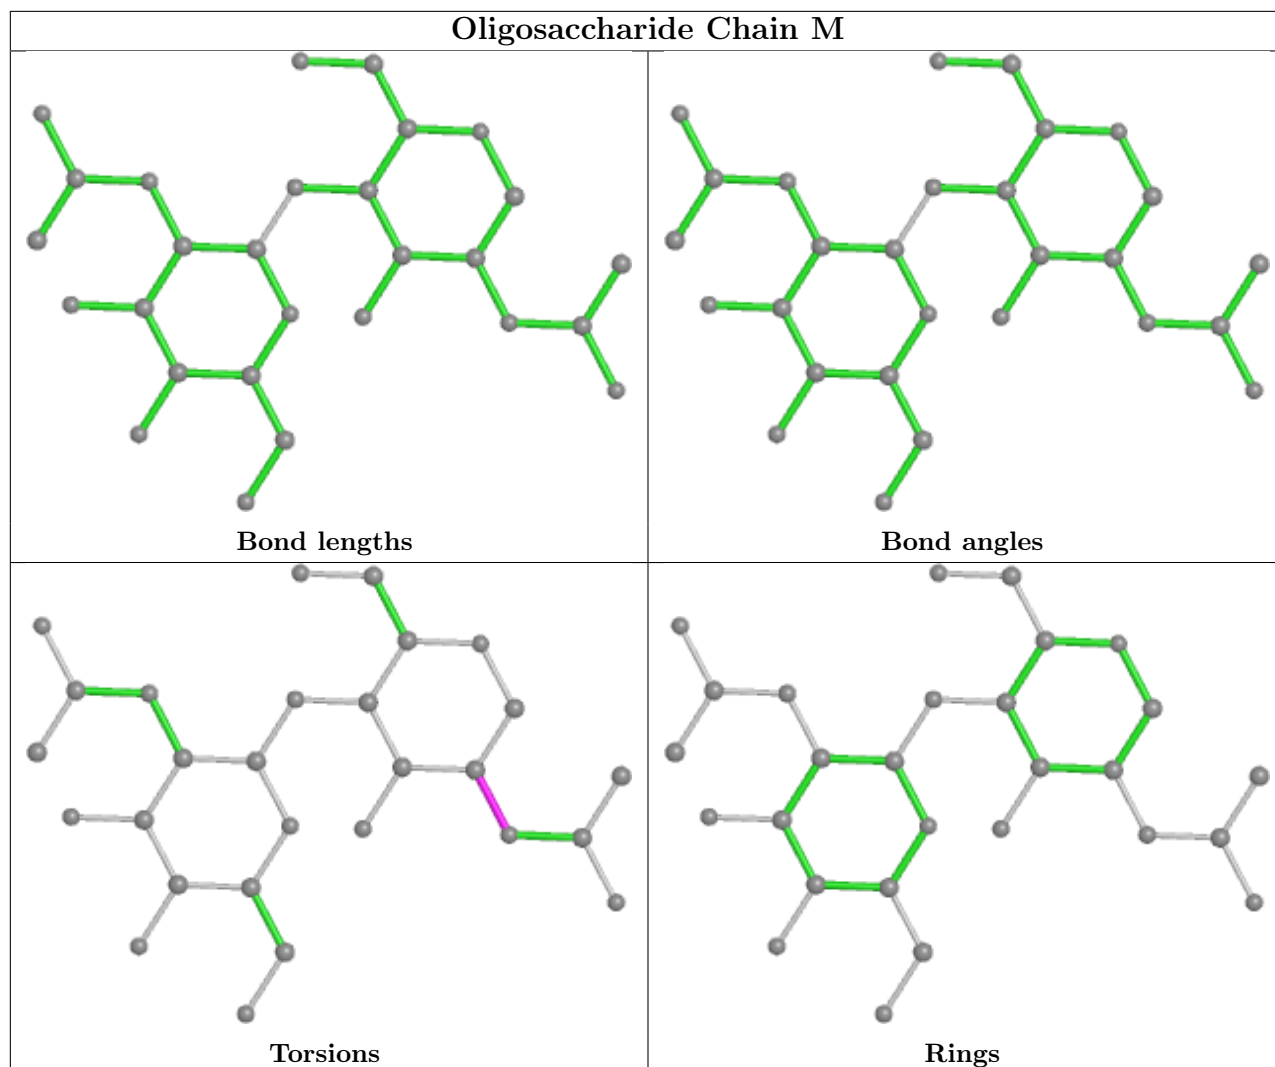 Oligosaccharide Chain M
Bond lengths
Bond angles
Torsions
Rings